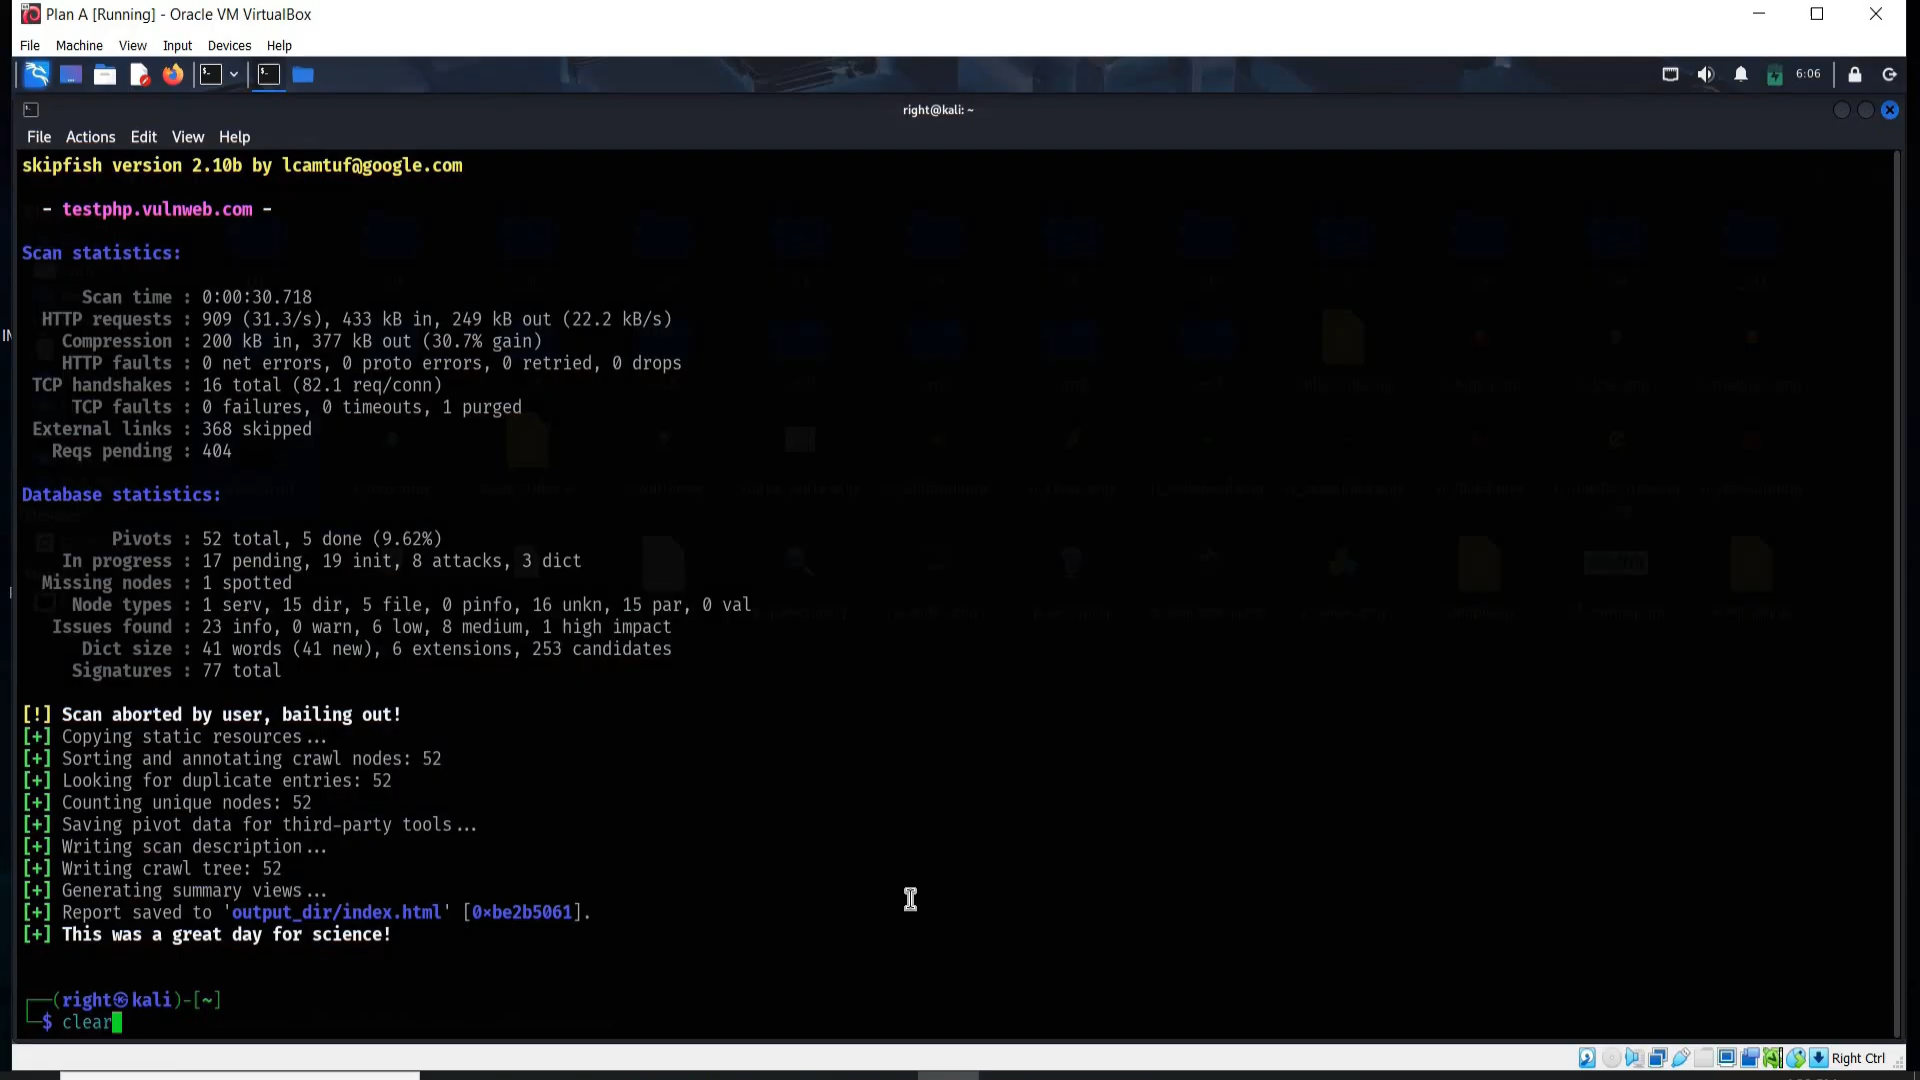 Plan A [Running] - Oracle VM VirtualBox
File Machine View Input Devices Help
6:06
right@kali: ~
File Actions Edit View Help
skipfish version 2.10b by lcamtuf@google.com
- testphp.vulnweb.com -
Scan statistics:
Scan time : 0:00:30.718
HTTP requests : 909 (31.3/s), 433 kB in, 249 kB out (22.2 kB/s)
Compression : 200 kB in, 377 kB out (30.7% gain)
HTTP faults : 0 net errors, 0 proto errors, 0 retried, 0 drops
TCP handshakes : 16 total (82.1 req/conn)
TCP faults : 0 failures, 0 timeouts, 1 purged
External links : 368 skipped
Reqs pending : 404
Database statistics:
Pivots : 52 total, 5 done (9.62%)
In progress : 17 pending, 19 init, 8 attacks, 3 dict
Missing nodes : 1 spotted
Node types : 1 serv, 15 dir, 5 file, 0 pinfo, 16 unkn, 15 par, 0 val
Issues found : 23 info, 0 warn, 6 low, 8 medium, 1 high impact
Dict size : 41 words (41 new), 6 extensions, 253 candidates
Signatures : 77 total
[!] Scan aborted by user, bailing out!
[+] Copying static resources...
[+] Sorting and annotating crawl nodes: 52
[+] Looking for duplicate entries: 52
[+] Counting unique nodes: 52
[+] Saving pivot data for third-party tools...
[+] Writing scan description...
[+] Writing crawl tree: 52
[+] Generating summary views...
[+] Report saved to 'output_dir/index.html' [0×be2b5061].
[+] This was a great day for science!
┌──(right㉿kali)-[~]
└─$ clear
Right Ctrl